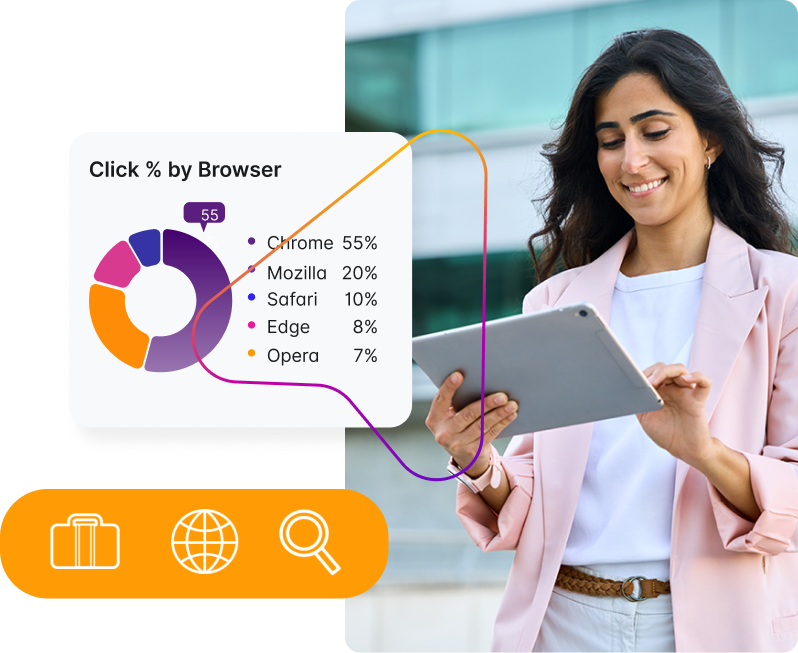 Click % by Browser
55
Chrome 55%
Mozilla 20%
Safari 10%
Edge 8%
Opera 7%